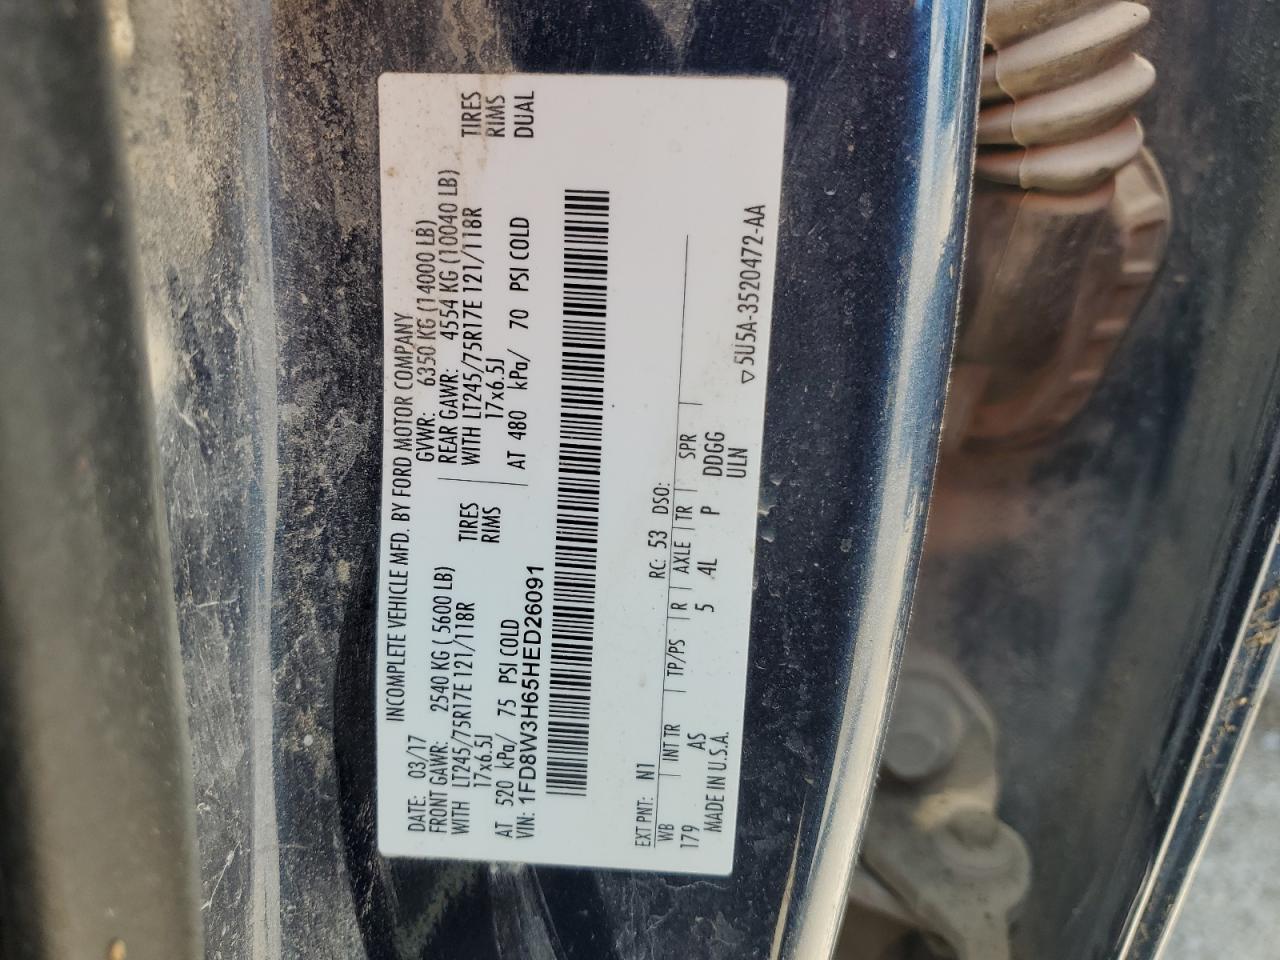 INCOMPLETE VEHICLE MFD. BY FORD MOTOR COMPANY
DATE: 03/17 GVWR: 6350 KG (14000 LB)
FRONT GAWR: 2540 KG ( 5600 LB) REAR GAWR: 4554 KG (10040 LB)
WITH LT245/75R17E 121/118R TIRES WITH LT245/75R17E 121/118R TIRES
17x6.5J RIMS 17x6.5J RIMS
AT 520 kPa/ 75 PSI COLD AT 480 kPa/ 70 PSI COLD DUAL
VIN: 1FD8W3H65HED26091
EXT PNT: N1 RC: 53 DSO:
WB INT TR TP/PS R AXLE TR SPR
179 AS 5 4L P DDGG
MADE IN U.S.A. ULN
▽5U5A-3520472-AA